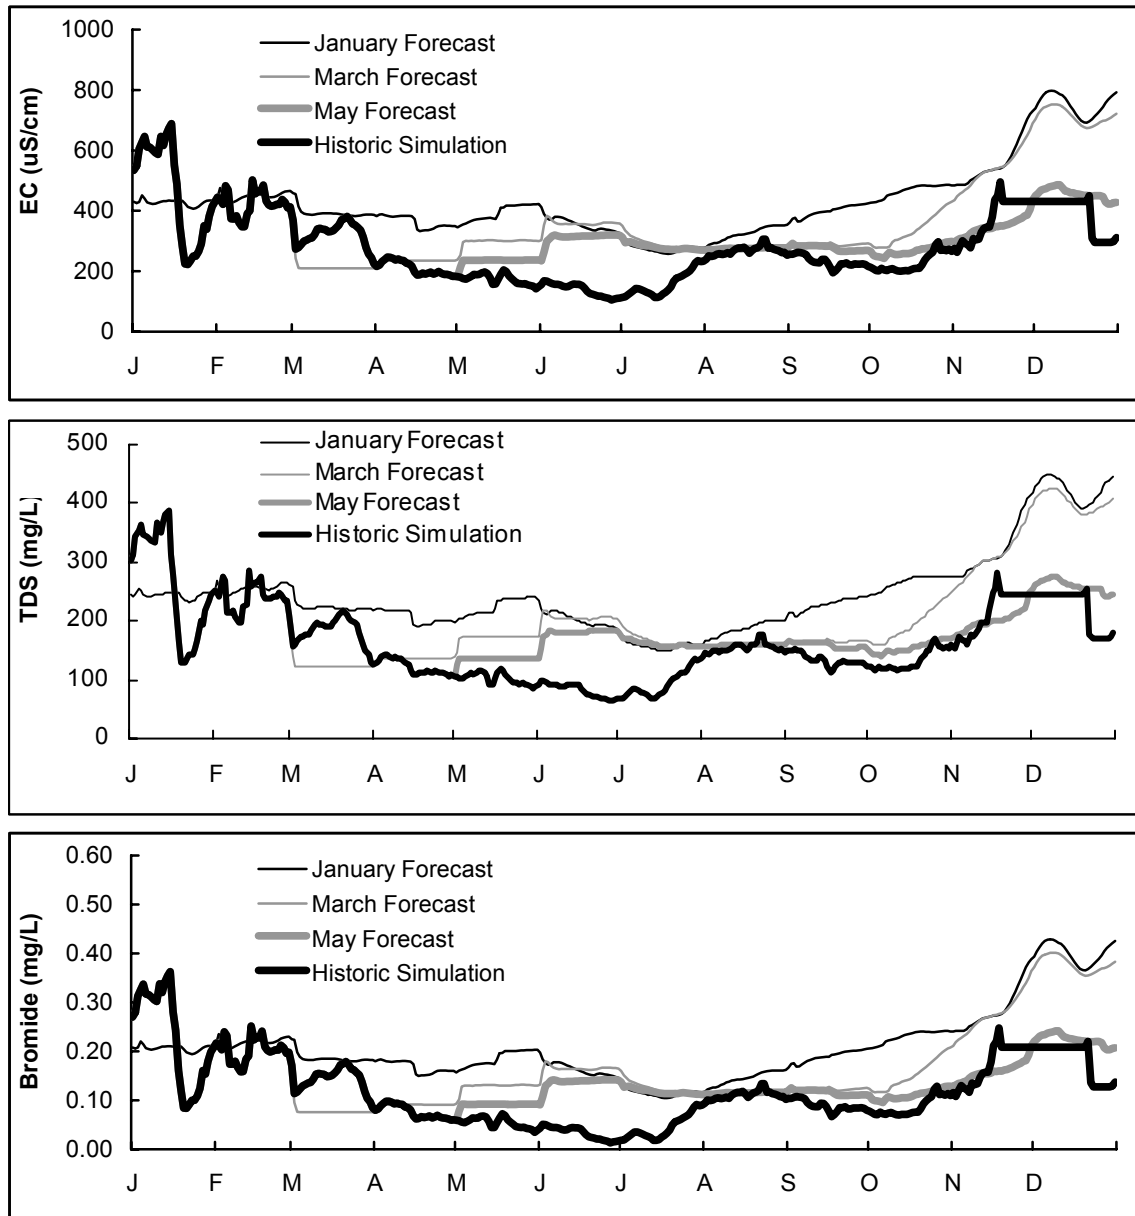 1000
800
600
400
200
0
EC (uS/cm)
January Forecast
March Forecast
May Forecast
Historic Simulation
J F M A M J J A S O N D
500
400
300
200
100
0
TDS (mg/L)
January Forecast
March Forecast
May Forecast
Historic Simulation
J F M A M J J A S O N D
0.60
0.50
0.40
0.30
0.20
0.10
0.00
Bromide (mg/L)
January Forecast
March Forecast
May Forecast
Historic Simulation
J F M A M J J A S O N D